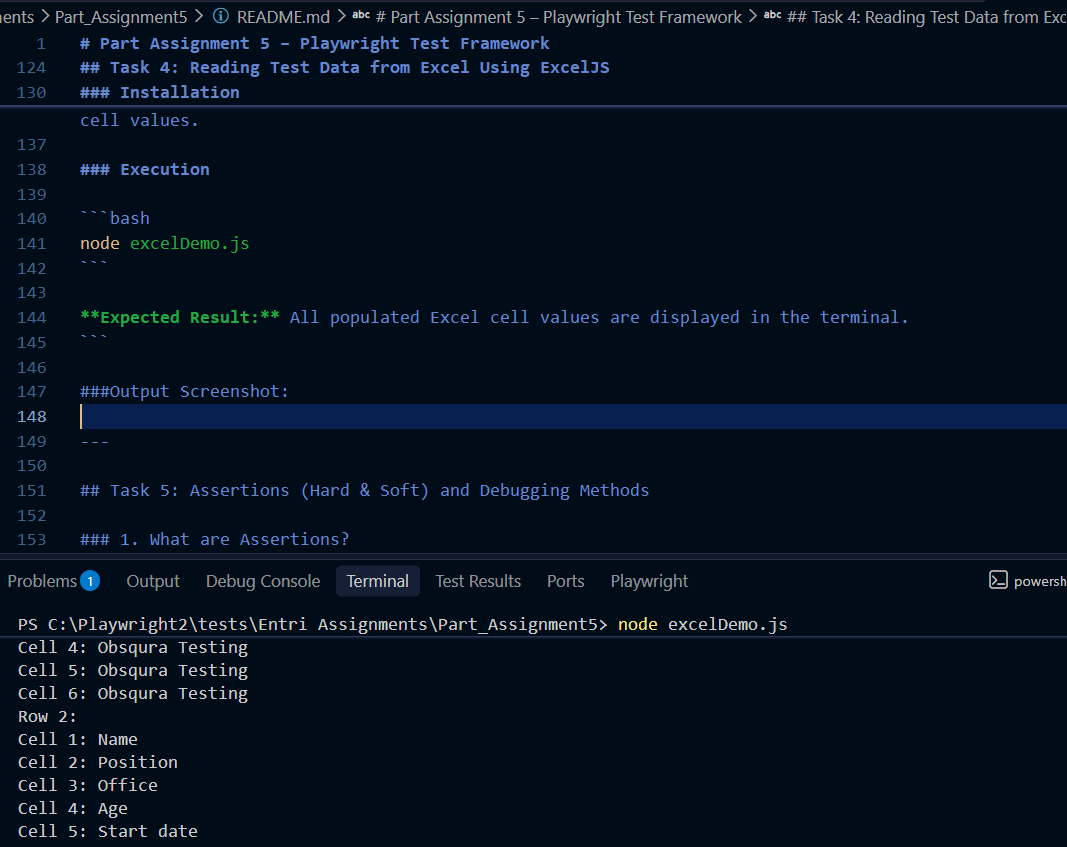 ents > Part_Assignment5 > README.md > abc # Part Assignment 5 – Playwright Test Framework > abc ## Task 4: Reading Test Data from Exc
1 # Part Assignment 5 – Playwright Test Framework
124 ## Task 4: Reading Test Data from Excel Using ExcelJS
130 ### Installation
cell values.
137
138 ### Execution
139
140 ```bash
141 node excelDemo.js
142 ```
143
144 **Expected Result:** All populated Excel cell values are displayed in the terminal.
145 ```
146
147 ###Output Screenshot:
148
149 ---
150
151 ## Task 5: Assertions (Hard & Soft) and Debugging Methods
152
153 ### 1. What are Assertions?
Problems 1 Output Debug Console Terminal Test Results Ports Playwright powersh
PS C:\Playwright2\tests\Entri Assignments\Part_Assignment5> node excelDemo.js
Cell 4: Obsqura Testing
Cell 5: Obsqura Testing
Cell 6: Obsqura Testing
Row 2:
Cell 1: Name
Cell 2: Position
Cell 3: Office
Cell 4: Age
Cell 5: Start date